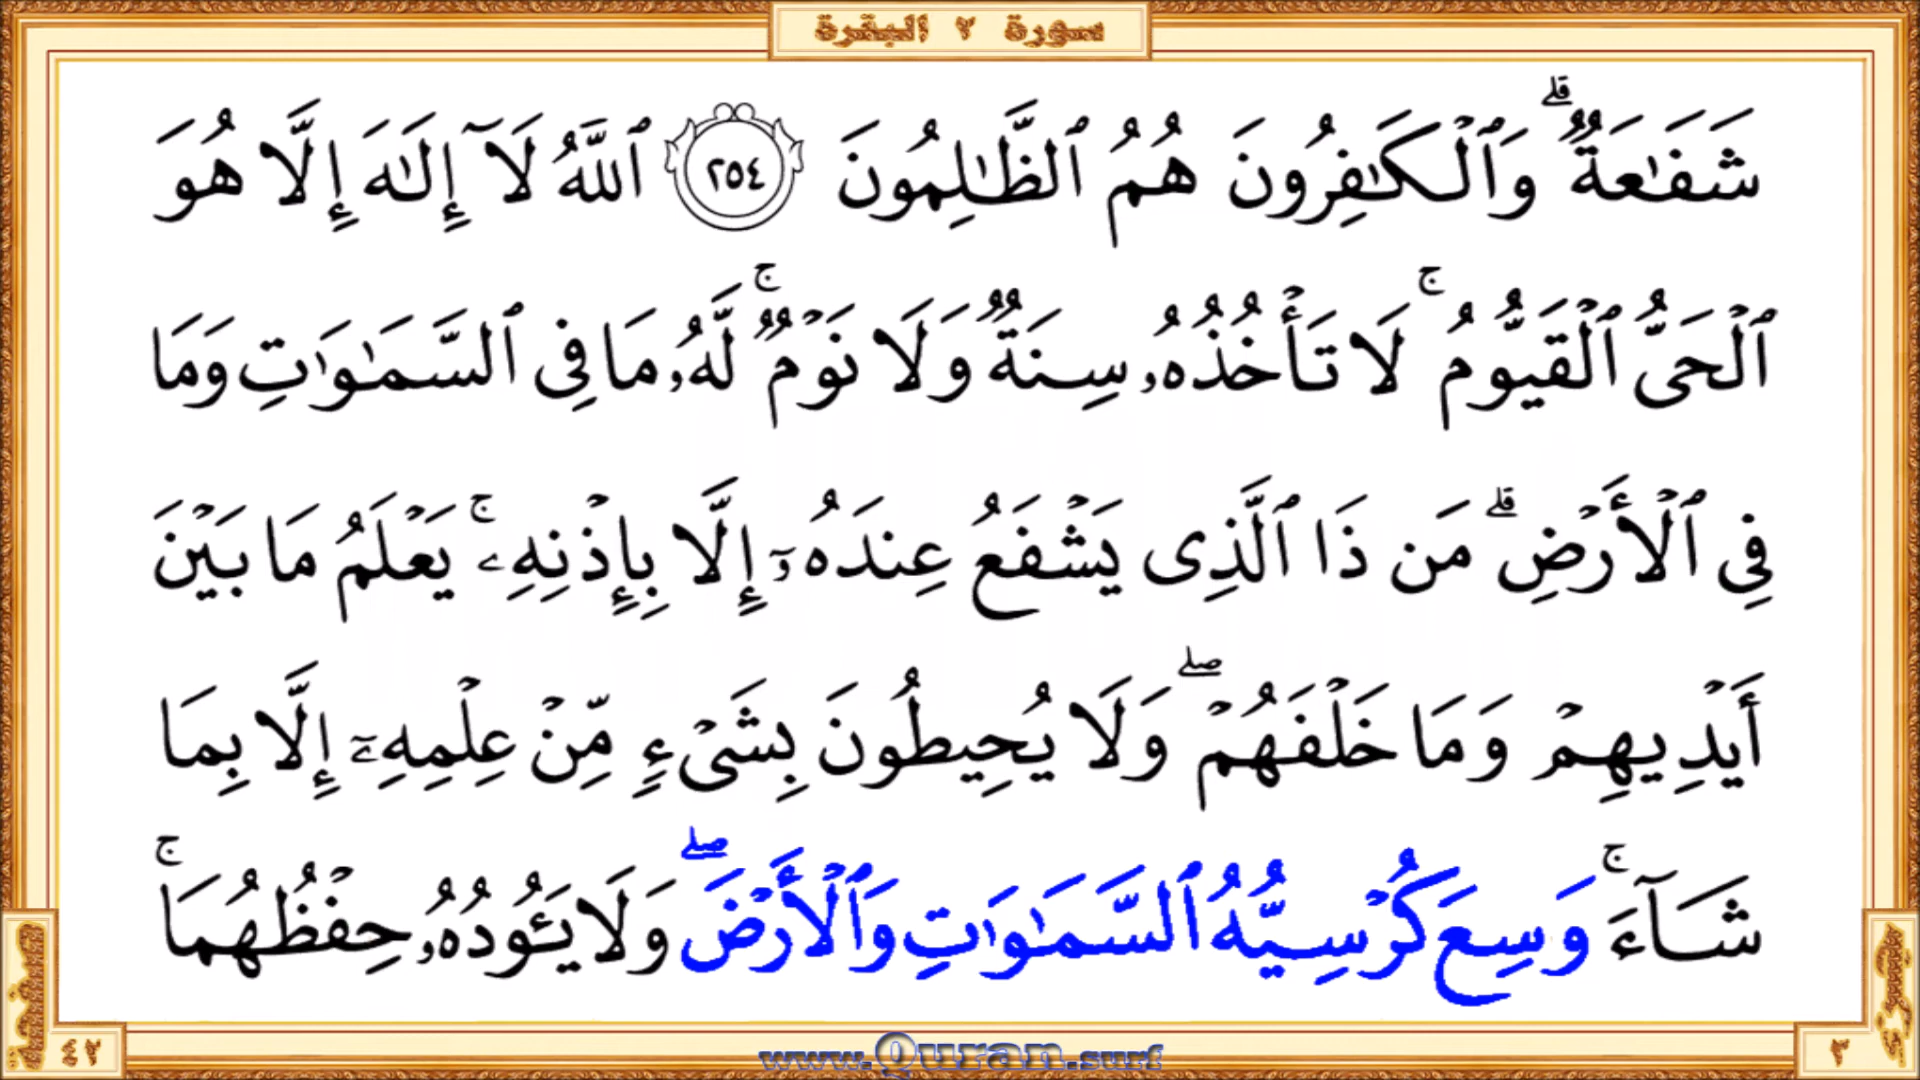 سورة ٢ البقرة
شَفَٰعَةٌۗ وَٱلْكَٰفِرُونَ هُمُ ٱلظَّٰلِمُونَ ٢٥٤ ٱللَّهُ لَآ إِلَٰهَ إِلَّا هُوَ
ٱلْحَىُّ ٱلْقَيُّومُۚ لَا تَأْخُذُهُۥ سِنَةٌ وَلَا نَوْمٌۚ لَّهُۥ مَا فِى ٱلسَّمَٰوَٰتِ وَمَا
فِى ٱلْأَرْضِۗ مَن ذَا ٱلَّذِى يَشْفَعُ عِندَهُۥٓ إِلَّا بِإِذْنِهِۦۚ يَعْلَمُ مَا بَيْنَ
أَيْدِيهِمْ وَمَا خَلْفَهُمْۖ وَلَا يُحِيطُونَ بِشَىْءٍ مِّنْ عِلْمِهِۦٓ إِلَّا بِمَا
شَآءَۚ وَسِعَ كُرْسِيُّهُ ٱلسَّمَٰوَٰتِ وَٱلْأَرْضَۖ وَلَا يَـُٔودُهُۥ حِفْظُهُمَاۚ
صفحة
٤٢
www.Quran.surf
٣